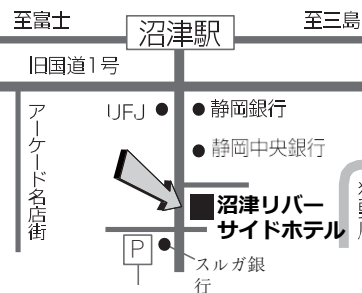 至富士
沼津駅
至三島
旧国道1号
アーケード名店街
UFJ
静岡銀行
静岡中央銀行
沼津リバー
サイドホテル
P
スルガ銀
行